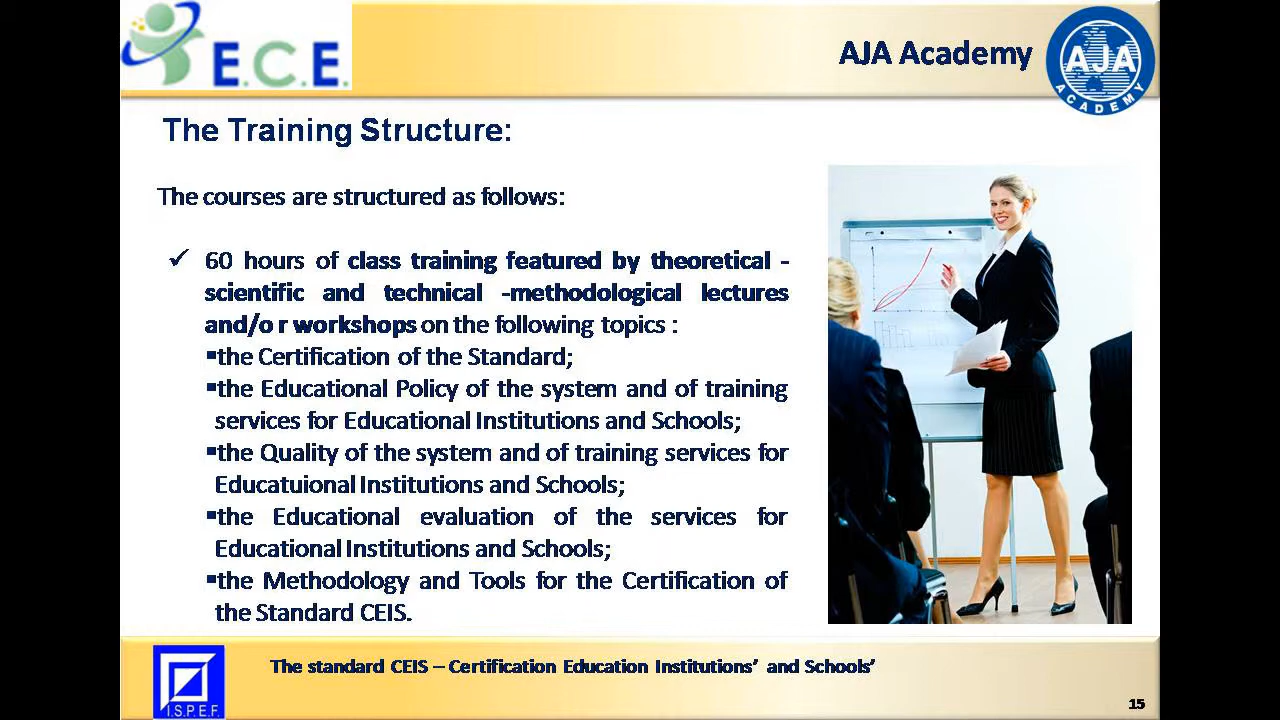 E.C.E.
AJA Academy
AJA
ACADEMY
The Training Structure:
The courses are structured as follows:
✓ 60 hours of class training featured by theoretical -
scientific and technical -methodological lectures
and/o r workshops on the following topics :
▪the Certification of the Standard;
▪the Educational Policy of the system and of training
services for Educational Institutions and Schools;
▪the Quality of the system and of training services for
Educatuional Institutions and Schools;
▪the Educational evaluation of the services for
Educational Institutions and Schools;
▪the Methodology and Tools for the Certification of
the Standard CEIS.
I.S.P.E.F.
The standard CEIS – Certification Education Institutions’ and Schools’
15